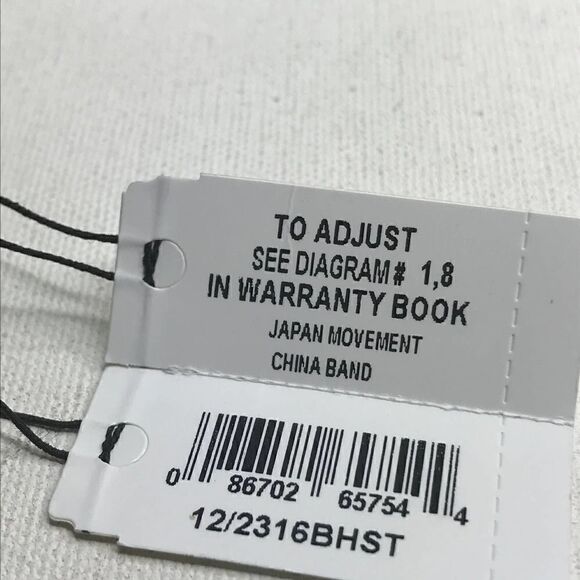 TO ADJUST
SEE DIAGRAM# 1,8
IN WARRANTY BOOK
JAPAN MOVEMENT
CHINA BAND
0 86702 65754 4
12/2316BHST